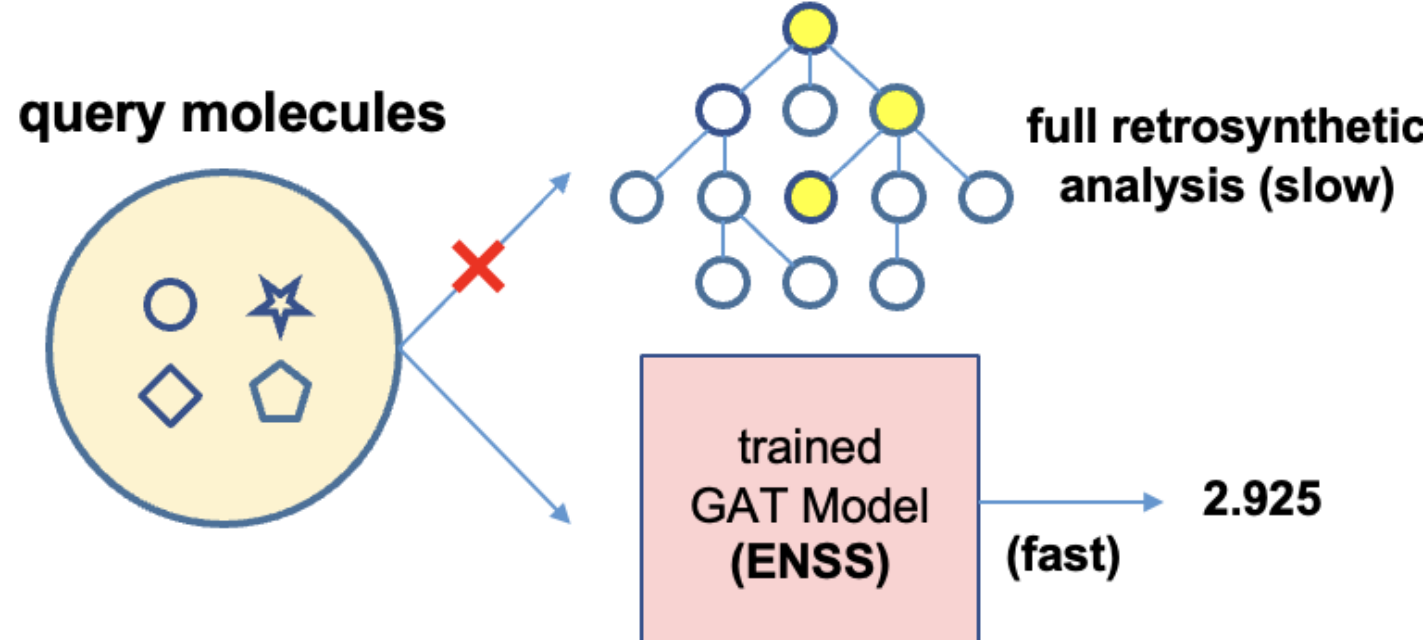 query molecules
full retrosynthetic
analysis (slow)
trained
GAT Model
(ENSS)
2.925
(fast)